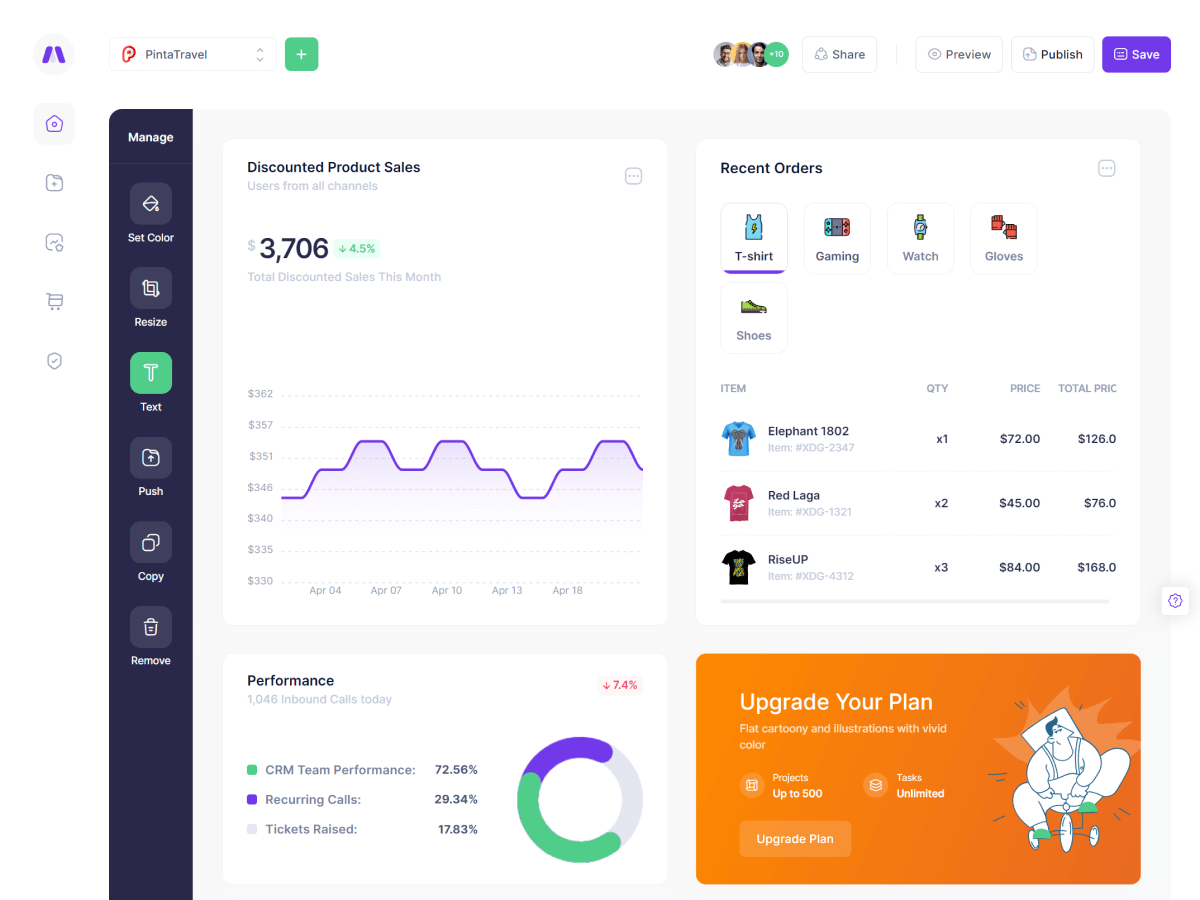 PintaTravel
+
+10
Share
Preview
Publish
Save
Manage
Set Color
Resize
Text
Push
Copy
Remove
Discounted Product Sales
Users from all channels
$ 3,706 ↓ 4.5%
Total Discounted Sales This Month
$362
$357
$351
$346
$340
$335
$330
Apr 04 Apr 07 Apr 10 Apr 13 Apr 18
Recent Orders
T-shirt Gaming Watch Gloves
Shoes
ITEM QTY PRICE TOTAL PRIC
Elephant 1802
Item: #XDG-2347
x1 $72.00 $126.0
Red Laga
Item: #XDG-1321
x2 $45.00 $76.0
RiseUP
Item: #XDG-4312
x3 $84.00 $168.0
Performance
1,046 Inbound Calls today
↓ 7.4%
CRM Team Performance: 72.56%
Recurring Calls: 29.34%
Tickets Raised: 17.83%
Upgrade Your Plan
Flat cartoony and illustrations with vivid
color
Projects
Up to 500
Tasks
Unlimited
Upgrade Plan